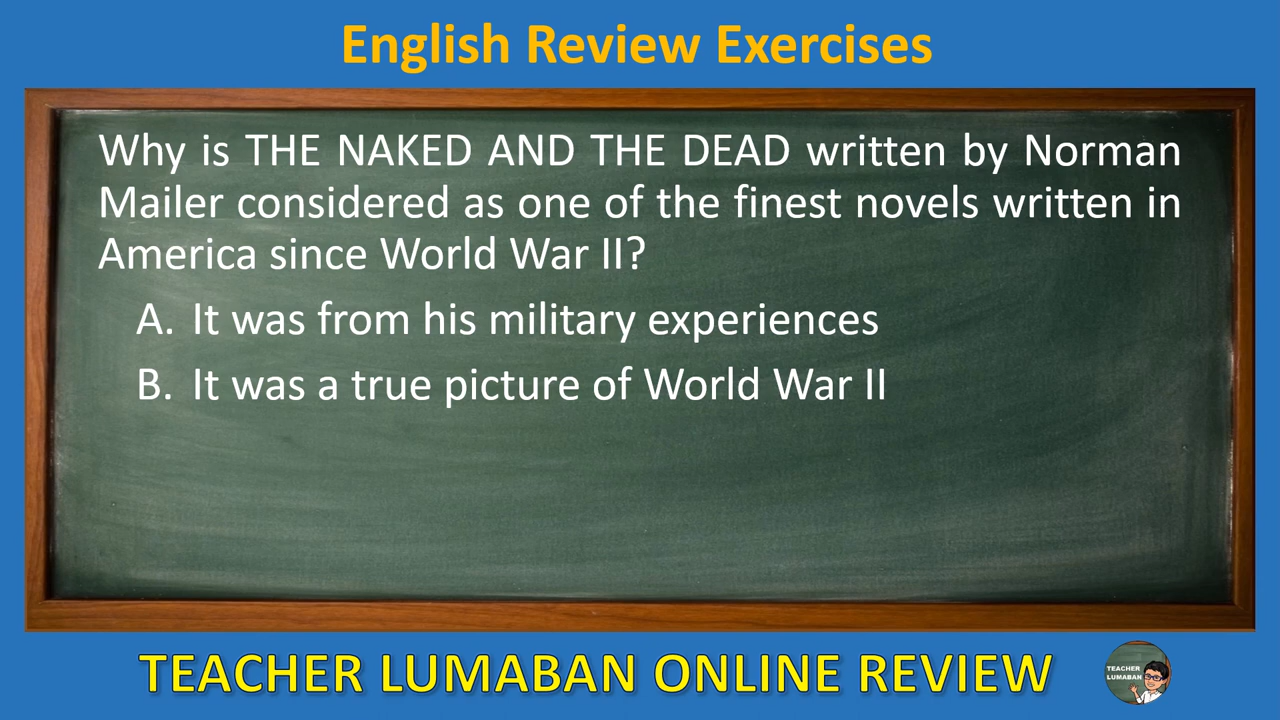 English Review Exercises
Why is THE NAKED AND THE DEAD written by Norman
Mailer considered as one of the finest novels written in
America since World War II?
A. It was from his military experiences
B. It was a true picture of World War II
TEACHER LUMABAN ONLINE REVIEW
TEACHER
LUMABAN